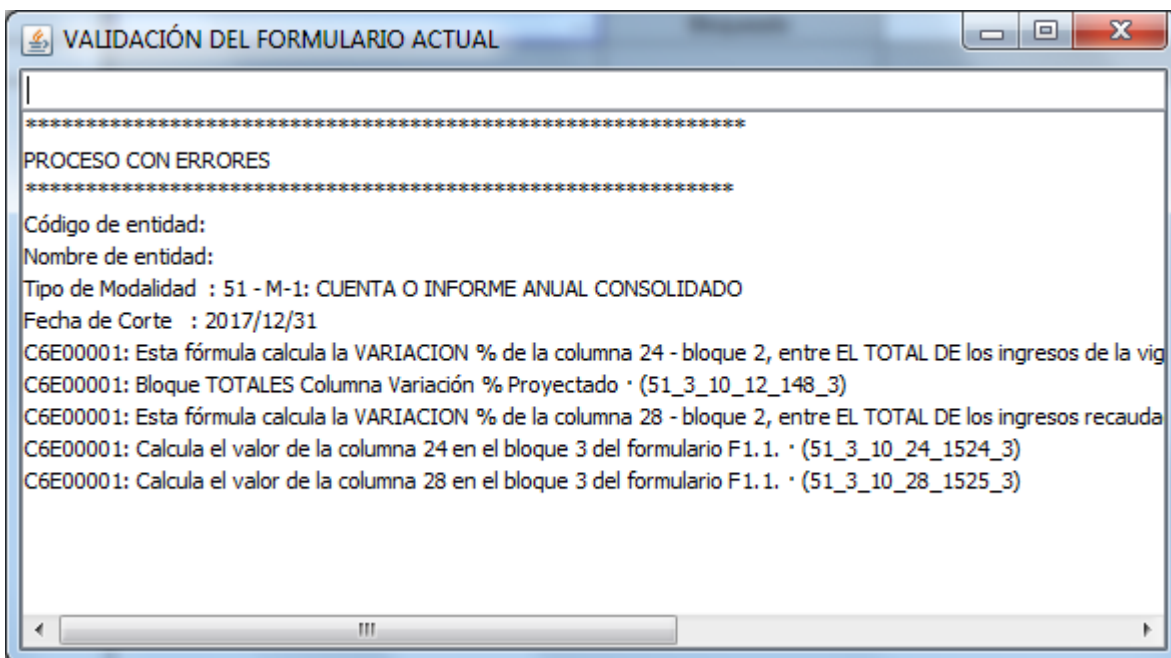 VALIDACIÓN DEL FORMULARIO ACTUAL
************************************************************
PROCESO CON ERRORES
***********************************************************
Código de entidad:
Nombre de entidad:
Tipo de Modalidad : 51 - M-1: CUENTA O INFORME ANUAL CONSOLIDADO
Fecha de Corte : 2017/12/31
C6E00001: Esta fórmula calcula la VARIACION % de la columna 24 - bloque 2, entre EL TOTAL DE los ingresos de la vig
C6E00001: Bloque TOTALES Columna Variación % Proyectado · (51_3_10_12_148_3)
C6E00001: Esta fórmula calcula la VARIACION % de la columna 28 - bloque 2, entre EL TOTAL DE los ingresos recauda
C6E00001: Calcula el valor de la columna 24 en el bloque 3 del formulario F1.1. · (51_3_10_24_1524_3)
C6E00001: Calcula el valor de la columna 28 en el bloque 3 del formulario F1.1. · (51_3_10_28_1525_3)